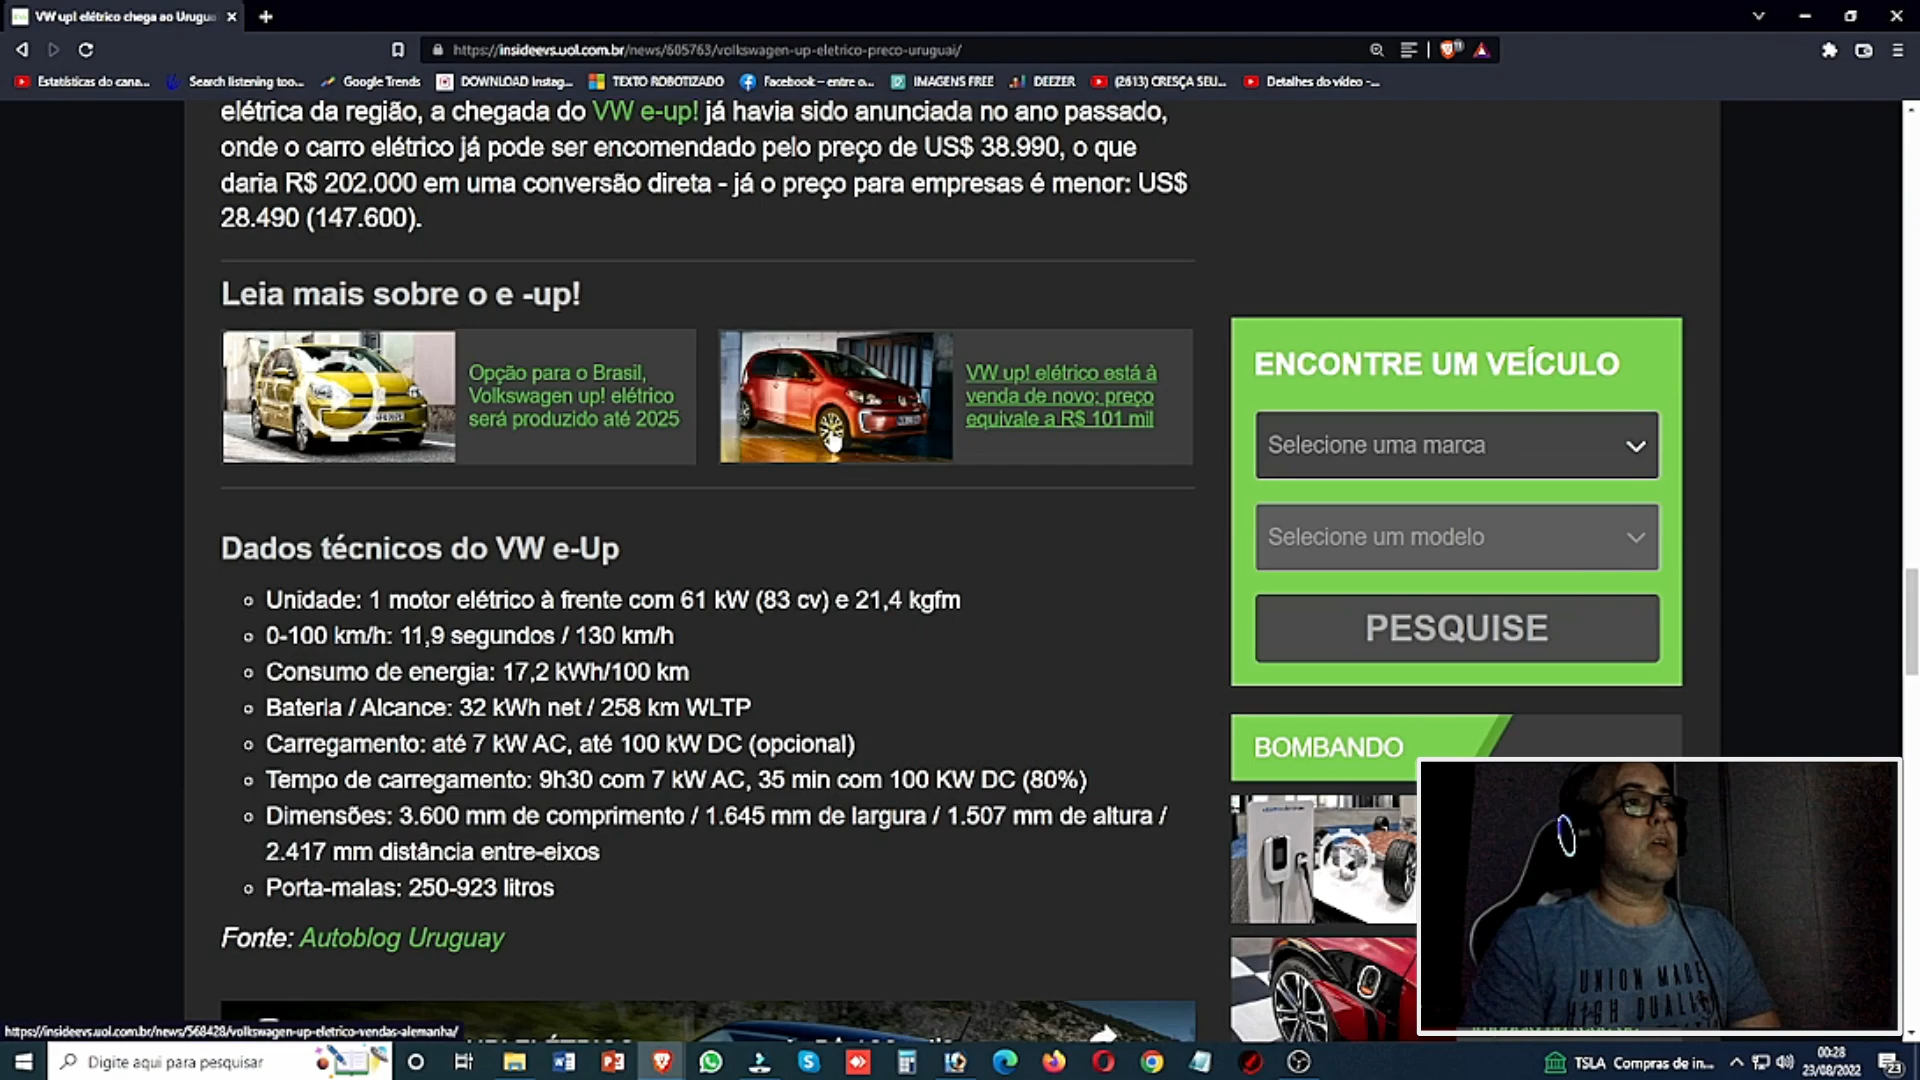 VW up! elétrico chega ao Urugua
https://insideevs.uol.com.br/news/605763/volkswagen-up-eletrico-preco-uruguai/
Estatísticas do cana...
Search listening too...
Google Trends
DOWNLOAD Instag...
TEXTO ROBOTIZADO
Facebook – entre o...
IMAGENS FREE
DEEZER
(2613) CRESÇA SEU...
Detalhes do vídeo -...
elétrica da região, a chegada do VW e-up! já havia sido anunciada no ano passado,
onde o carro elétrico já pode ser encomendado pelo preço de US$ 38.990, o que
daria R$ 202.000 em uma conversão direta - já o preço para empresas é menor: US$
28.490 (147.600).
Leia mais sobre o e -up!
Opção para o Brasil,
Volkswagen up! elétrico
será produzido até 2025
VW up! elétrico está à
venda de novo; preço
equivale a R$ 101 mil
Dados técnicos do VW e-Up
Unidade: 1 motor elétrico à frente com 61 kW (83 cv) e 21,4 kgfm
0-100 km/h: 11,9 segundos / 130 km/h
Consumo de energia: 17,2 kWh/100 km
Bateria / Alcance: 32 kWh net / 258 km WLTP
Carregamento: até 7 kW AC, até 100 kW DC (opcional)
Tempo de carregamento: 9h30 com 7 kW AC, 35 min com 100 KW DC (80%)
Dimensões: 3.600 mm de comprimento / 1.645 mm de largura / 1.507 mm de altura /
2.417 mm distância entre-eixos
Porta-malas: 250-923 litros
Fonte: Autoblog Uruguay
ENCONTRE UM VEÍCULO
Selecione uma marca
Selecione um modelo
PESQUISE
BOMBANDO
UNION MADE
HIGH QUALI
https://insideevs.uol.com.br/news/568428/volkswagen-up-eletrico-vendas-alemanha/
Digite aqui para pesquisar
TSLA Compras de in...
00:28
23/08/2022
23